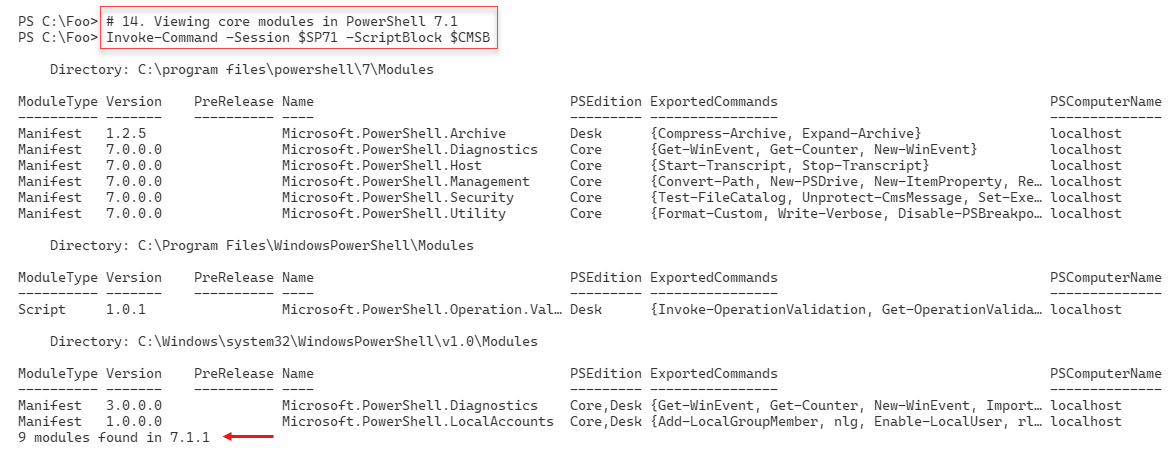 PS C:\Foo> # 14. Viewing core modules in PowerShell 7.1
PS C:\Foo> Invoke-Command -Session $SP71 -ScriptBlock $CMSB
Directory: C:\program files\powershell\7\Modules
ModuleType Version PreRelease Name PSEdition ExportedCommands PSComputerName
---------- ------- ---------- ---- --------- ---------------- --------------
Manifest 1.2.5 Microsoft.PowerShell.Archive Desk {Compress-Archive, Expand-Archive} localhost
Manifest 7.0.0.0 Microsoft.PowerShell.Diagnostics Core {Get-WinEvent, Get-Counter, New-WinEvent} localhost
Manifest 7.0.0.0 Microsoft.PowerShell.Host Core {Start-Transcript, Stop-Transcript} localhost
Manifest 7.0.0.0 Microsoft.PowerShell.Management Core {Convert-Path, New-PSDrive, New-ItemProperty, Re… localhost
Manifest 7.0.0.0 Microsoft.PowerShell.Security Core {Test-FileCatalog, Unprotect-CmsMessage, Set-Exe… localhost
Manifest 7.0.0.0 Microsoft.PowerShell.Utility Core {Format-Custom, Write-Verbose, Disable-PSBreakpo… localhost
Directory: C:\Program Files\WindowsPowerShell\Modules
ModuleType Version PreRelease Name PSEdition ExportedCommands PSComputerName
---------- ------- ---------- ---- --------- ---------------- --------------
Script 1.0.1 Microsoft.PowerShell.Operation.Val… Desk {Invoke-OperationValidation, Get-OperationValida… localhost
Directory: C:\Windows\system32\WindowsPowerShell\v1.0\Modules
ModuleType Version PreRelease Name PSEdition ExportedCommands PSComputerName
---------- ------- ---------- ---- --------- ---------------- --------------
Manifest 3.0.0.0 Microsoft.PowerShell.Diagnostics Core,Desk {Get-WinEvent, Get-Counter, New-WinEvent, Import… localhost
Manifest 1.0.0.0 Microsoft.PowerShell.LocalAccounts Core,Desk {Add-LocalGroupMember, nlg, Enable-LocalUser, rl… localhost
9 modules found in 7.1.1